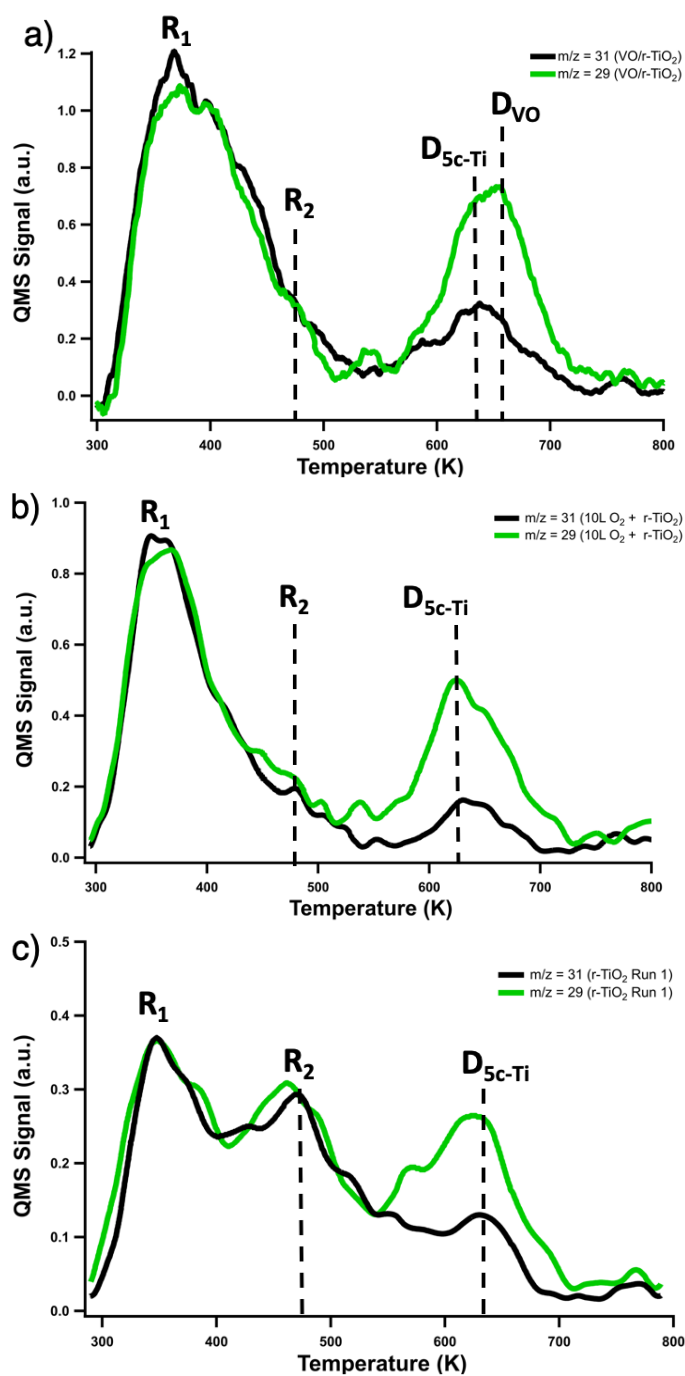 a)
R1
m/z = 31 (VO/r-TiO2)
m/z = 29 (VO/r-TiO2)
DVO
D5c-Ti
R2
QMS Signal (a.u.)
1.2
1.0
0.8
0.6
0.4
0.2
0.0
300 400 500 600 700 800
Temperature (K)
b)
R1
m/z = 31 (10L O2 + r-TiO2)
m/z = 29 (10L O2 + r-TiO2)
R2
D5c-Ti
QMS Signal (a.u.)
1.0
0.8
0.6
0.4
0.2
0.0
300 400 500 600 700 800
Temperature (K)
c)
R1
m/z = 31 (r-TiO2 Run 1)
m/z = 29 (r-TiO2 Run 1)
R2
D5c-Ti
QMS Signal (a.u.)
0.5
0.4
0.3
0.2
0.1
0.0
300 400 500 600 700 800
Temperature (K)